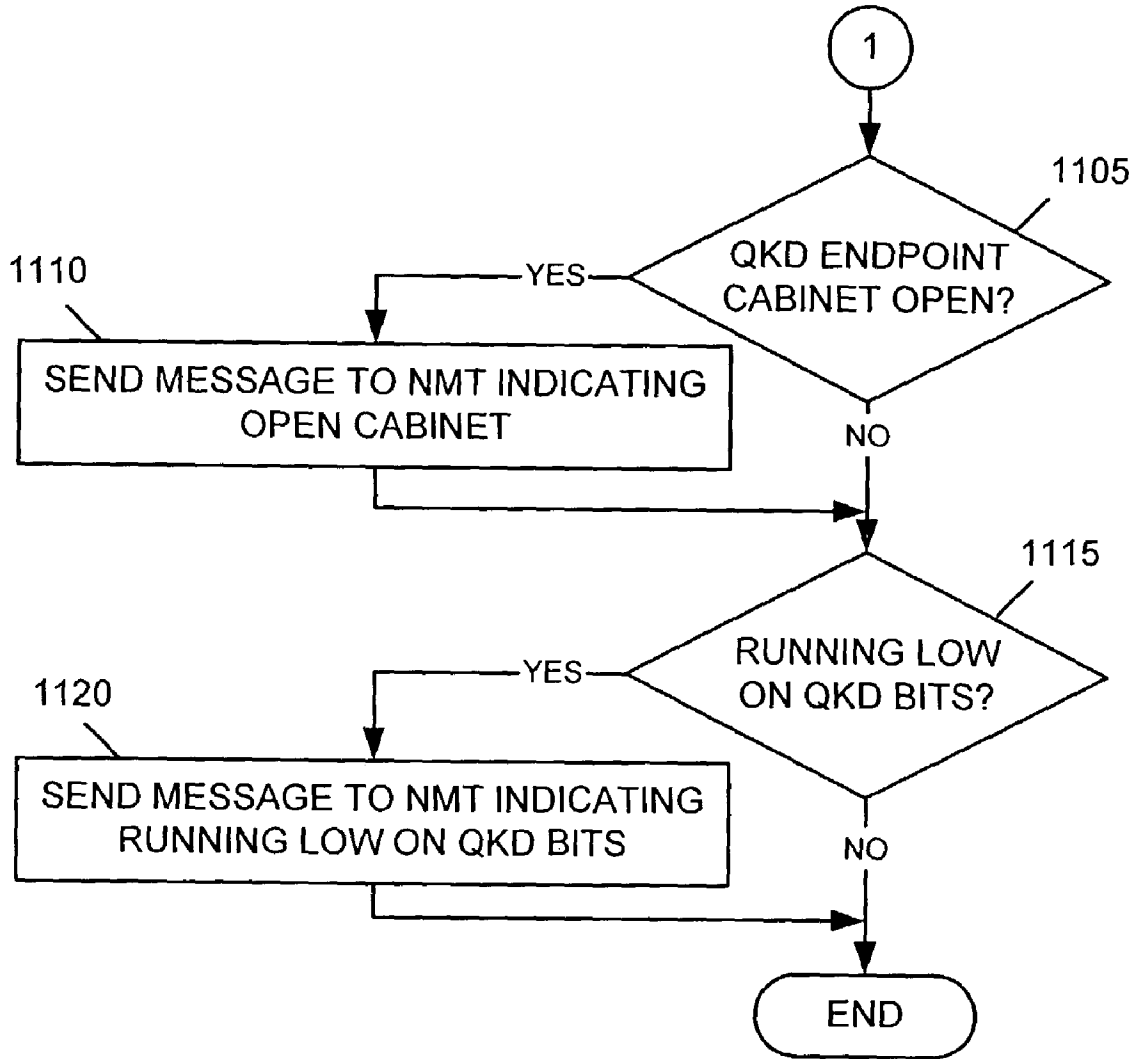 1
1105
QKD ENDPOINT
CABINET OPEN?
YES
1110
SEND MESSAGE TO NMT INDICATING
OPEN CABINET
NO
1115
RUNNING LOW
ON QKD BITS?
YES
1120
SEND MESSAGE TO NMT INDICATING
RUNNING LOW ON QKD BITS
NO
END